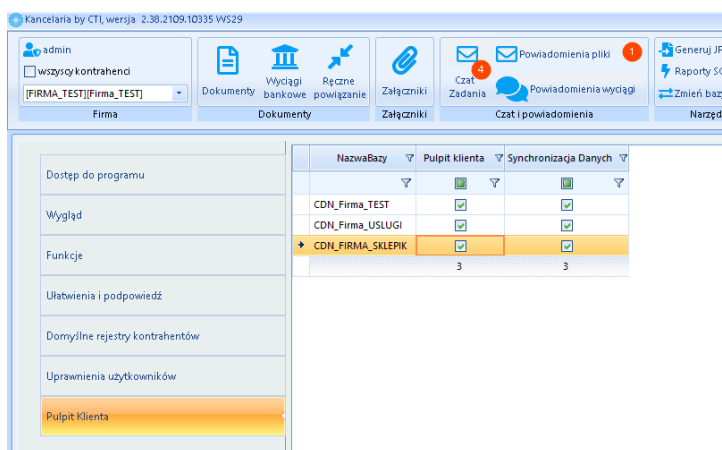 Kancelaria by CTI, wersja 2.38.2109.10335 WS29
admin
wszyscy kontrahenci
[FIRMA_TEST][Firma_TEST]
Firma
Dokumenty
Wyciągi bankowe
Ręczne powiązanie
Dokumenty
Załączniki
Załączniki
Czat
4
Zadania
Powiadomienia pliki
1
Powiadomienia wyciągi
Czat i powiadomienia
Generuj JP
Raporty SQ
Zmień bazy
Narzęd
Dostęp do programu
Wygląd
Funkcje
Ułatwienia i podpowiedź
Domyślne rejestry kontrahentów
Uprawnienia użytkowników
Pulpit Klienta
NazwaBazy Pulpit klienta Synchronizacja Danych
CDN_Firma_TEST
CDN_Firma_USLUGI
CDN_FIRMA_SKLEPIK
3 3